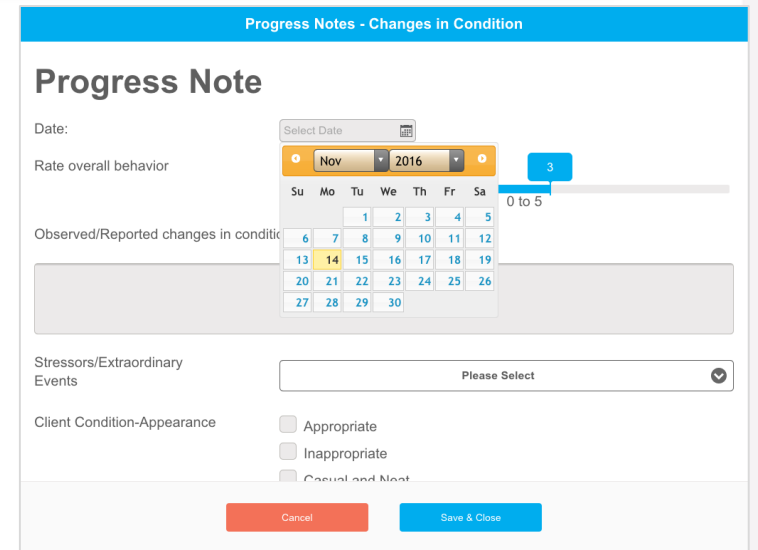 Progress Notes - Changes in Condition
Progress Note
Date:
Select Date
Nov 2016
Rate overall behavior
3
Su Mo Tu We Th Fr Sa
0 to 5
1 2 3 4 5
Observed/Reported changes in conditi
6 7 8 9 10 11 12
13 14 15 16 17 18 19
20 21 22 23 24 25 26
27 28 29 30
Stressors/Extraordinary
Events
Please Select
Client Condition-Appearance
Appropriate
Inappropriate
Casual and Neat
Cancel
Save & Close